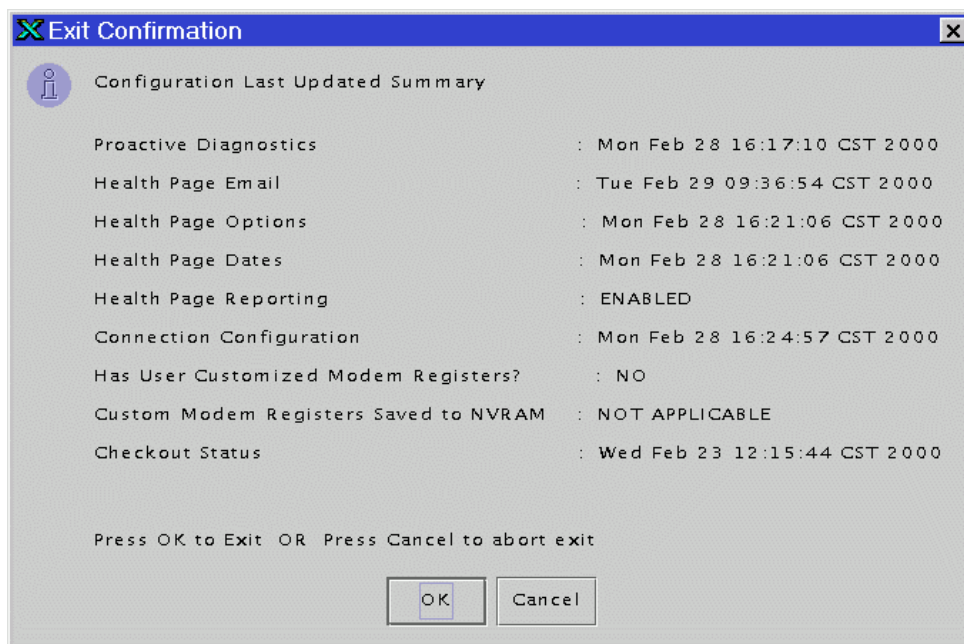 Exit Confirmation
Configuration Last Updated Summary
Proactive Diagnostics : Mon Feb 28 16:17:10 CST 2000
Health Page Email : Tue Feb 29 09:36:54 CST 2000
Health Page Options : Mon Feb 28 16:21:06 CST 2000
Health Page Dates : Mon Feb 28 16:21:06 CST 2000
Health Page Reporting : ENABLED
Connection Configuration : Mon Feb 28 16:24:57 CST 2000
Has User Customized Modem Registers? : NO
Custom Modem Registers Saved to NVRAM : NOT APPLICABLE
Checkout Status : Wed Feb 23 12:15:44 CST 2000
Press OK to Exit OR Press Cancel to abort exit
OK Cancel